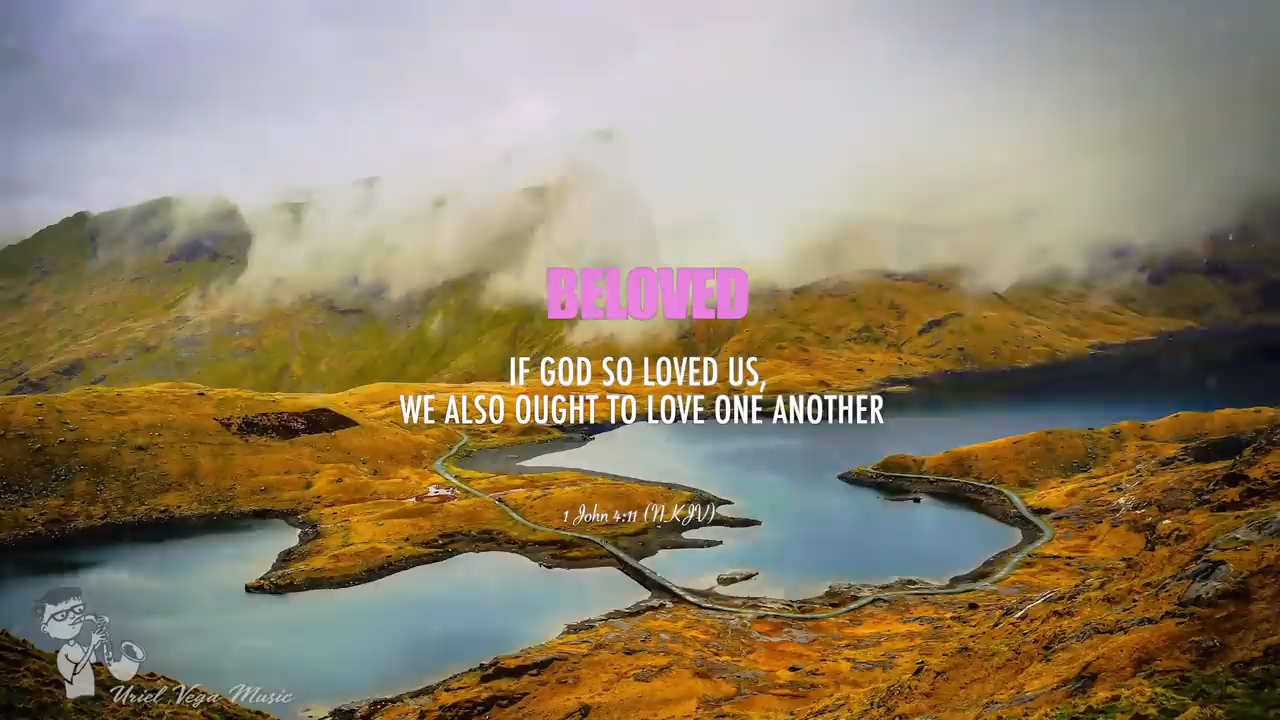 BELOVED
IF GOD SO LOVED US,
WE ALSO OUGHT TO LOVE ONE ANOTHER
1 John 4:11 (NKJV)
Uriel Vega Music